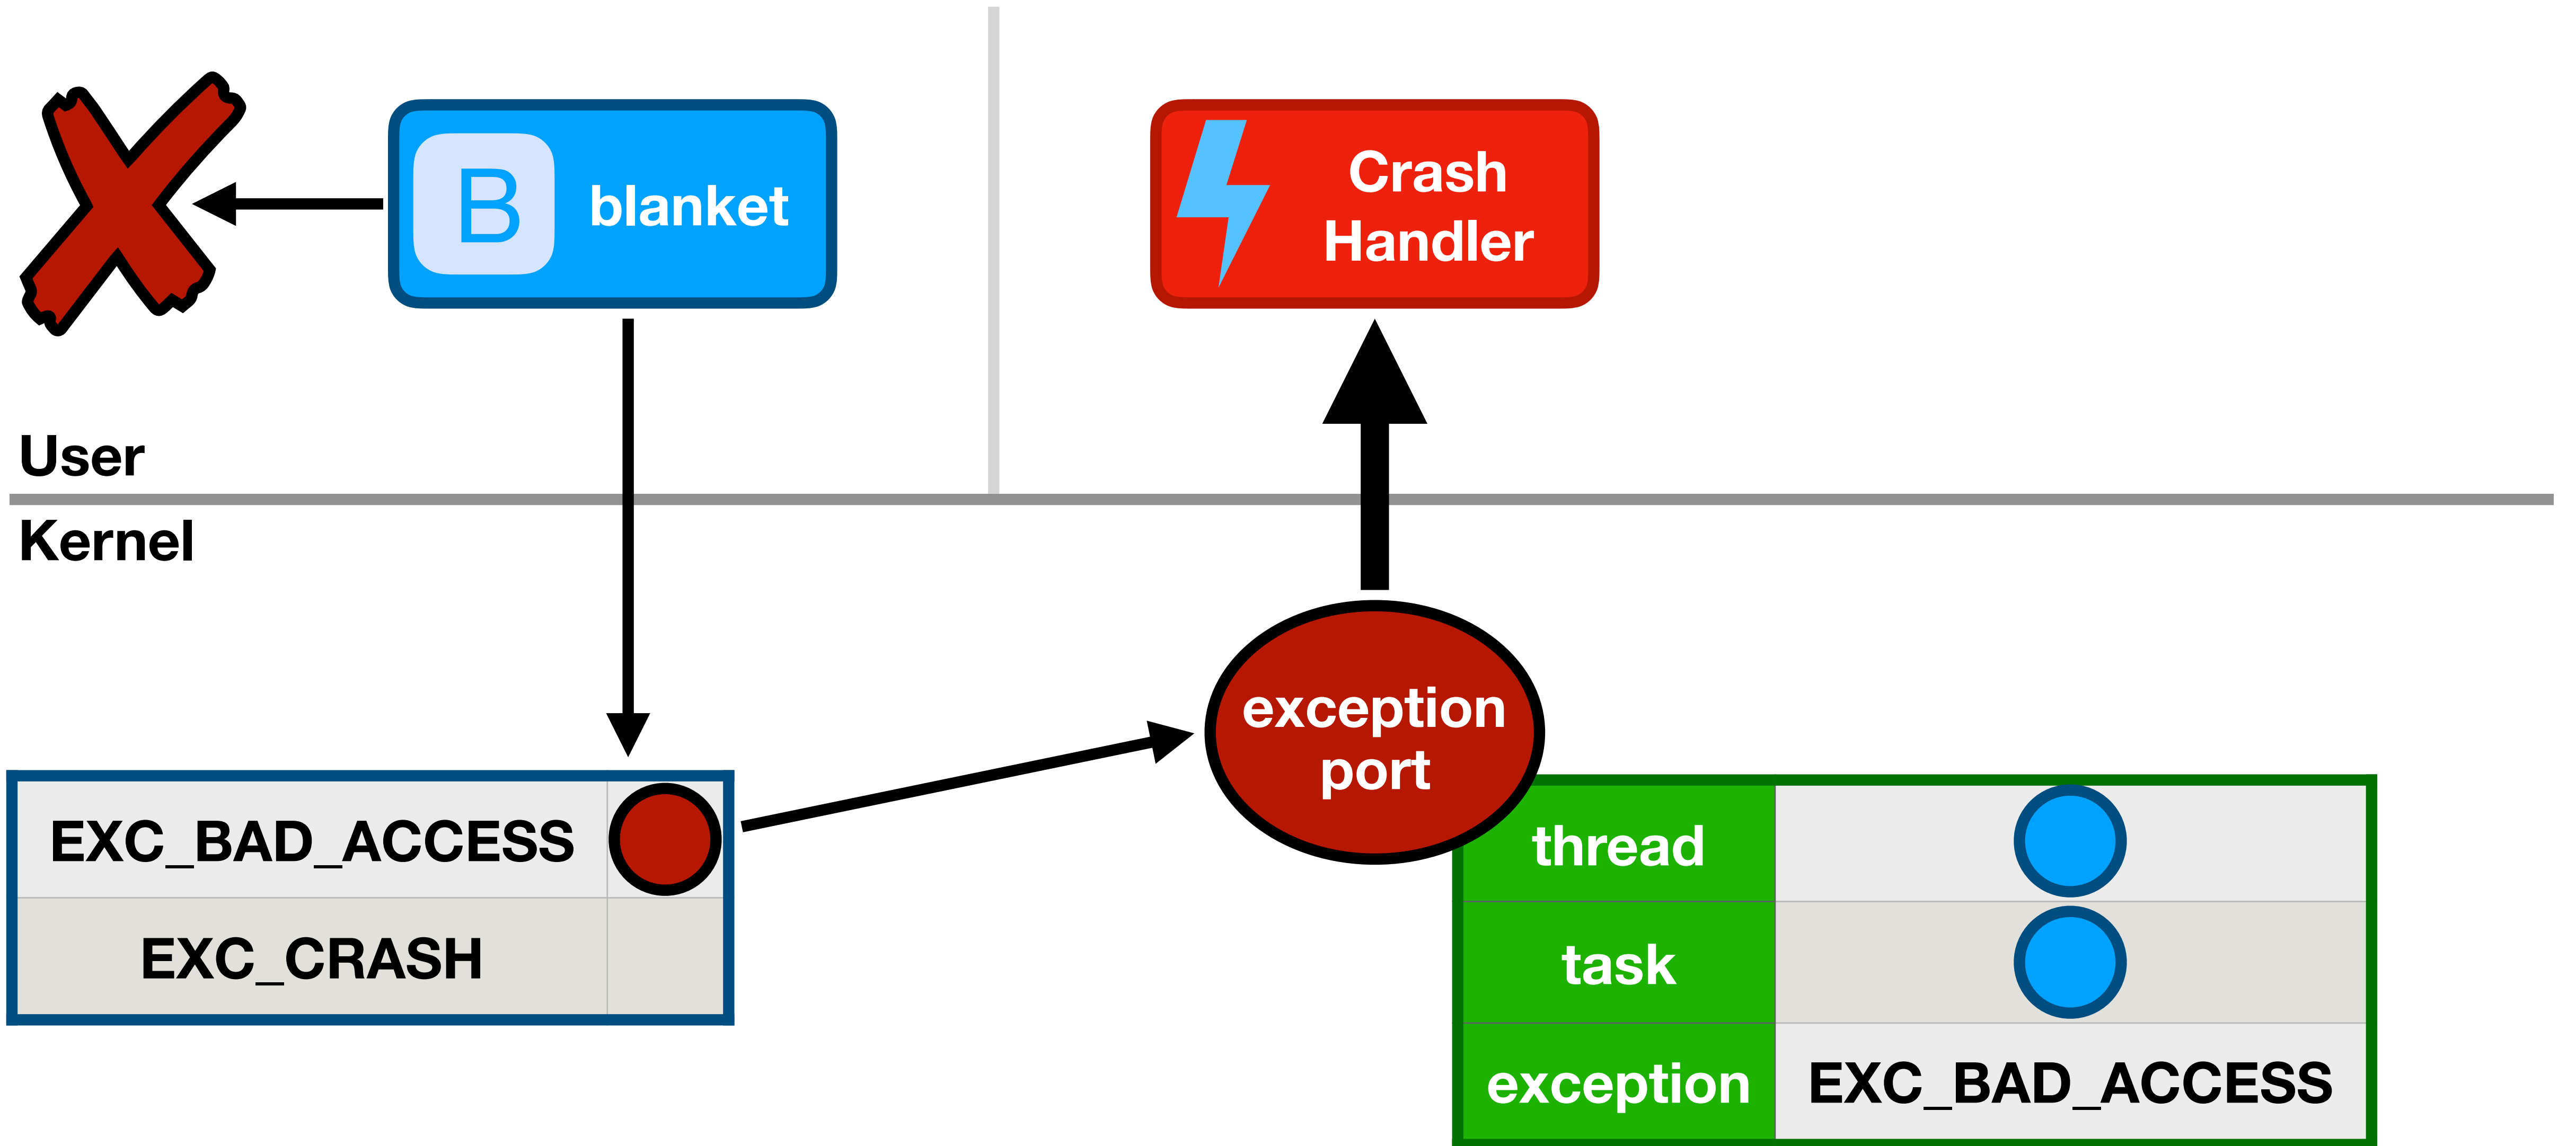 B
blanket
Crash
Handler
User
Kernel
exception
port
EXC_BAD_ACCESS
EXC_CRASH
thread
task
exception
EXC_BAD_ACCESS